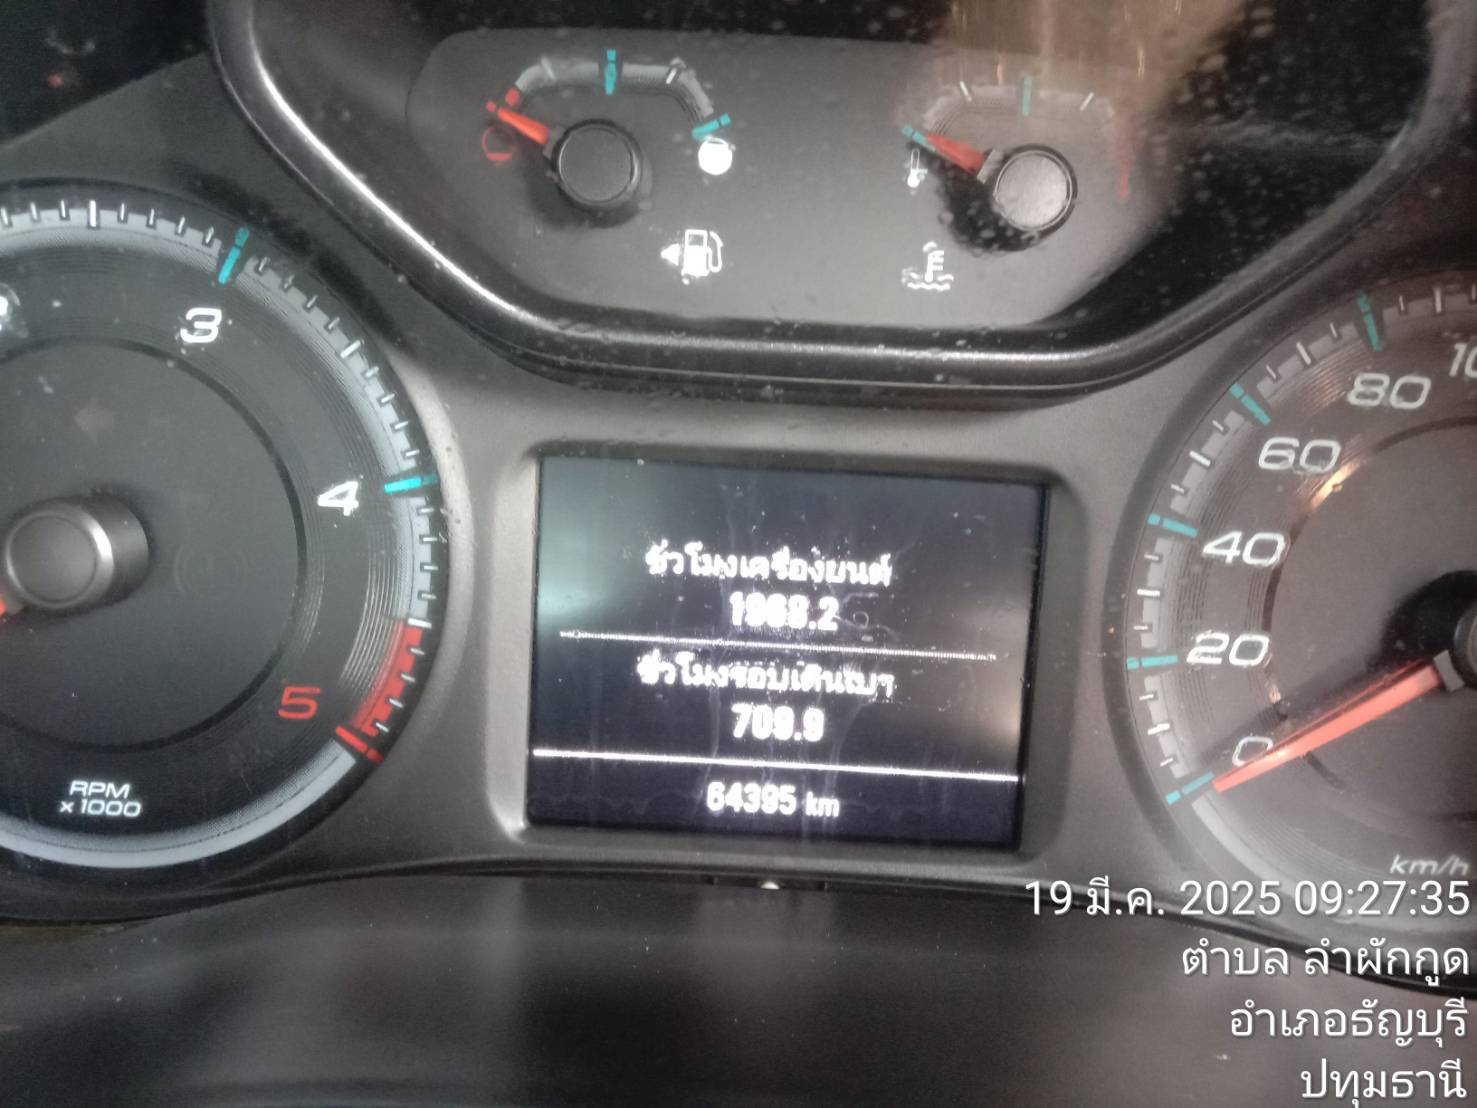 3
4
5
RPM
x1000
ชั่วโมงเครื่องยนต์
1968.2
ชั่วโมงรอบเดินเบา
709.9
64395 km
100
80
60
40
20
0
km/h
19 มี.ค. 2025 09:27:35
ตำบล ลำผักกูด
อำเภอธัญบุรี
ปทุมธานี